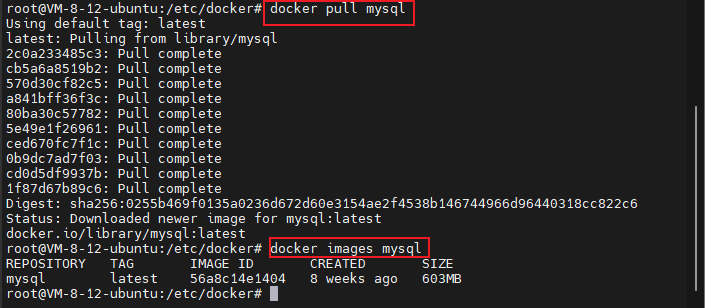 root@VM-8-12-ubuntu:/etc/docker# docker pull mysql
Using default tag: latest
latest: Pulling from library/mysql
2c0a233485c3: Pull complete
cb5a6a8519b2: Pull complete
570d30cf82c5: Pull complete
a841bff36f3c: Pull complete
80ba30c57782: Pull complete
5e49e1f26961: Pull complete
ced670fc7f1c: Pull complete
0b9dc7ad7f03: Pull complete
cd0d5df9937b: Pull complete
1f87d67b89c6: Pull complete
Digest: sha256:0255b469f0135a0236d672d60e3154ae2f4538b146744966d96440318cc822c6
Status: Downloaded newer image for mysql:latest
docker.io/library/mysql:latest
root@VM-8-12-ubuntu:/etc/docker# docker images mysql
REPOSITORY   TAG       IMAGE ID       CREATED       SIZE
mysql        latest    56a8c14e1404   8 weeks ago   603MB
root@VM-8-12-ubuntu:/etc/docker#